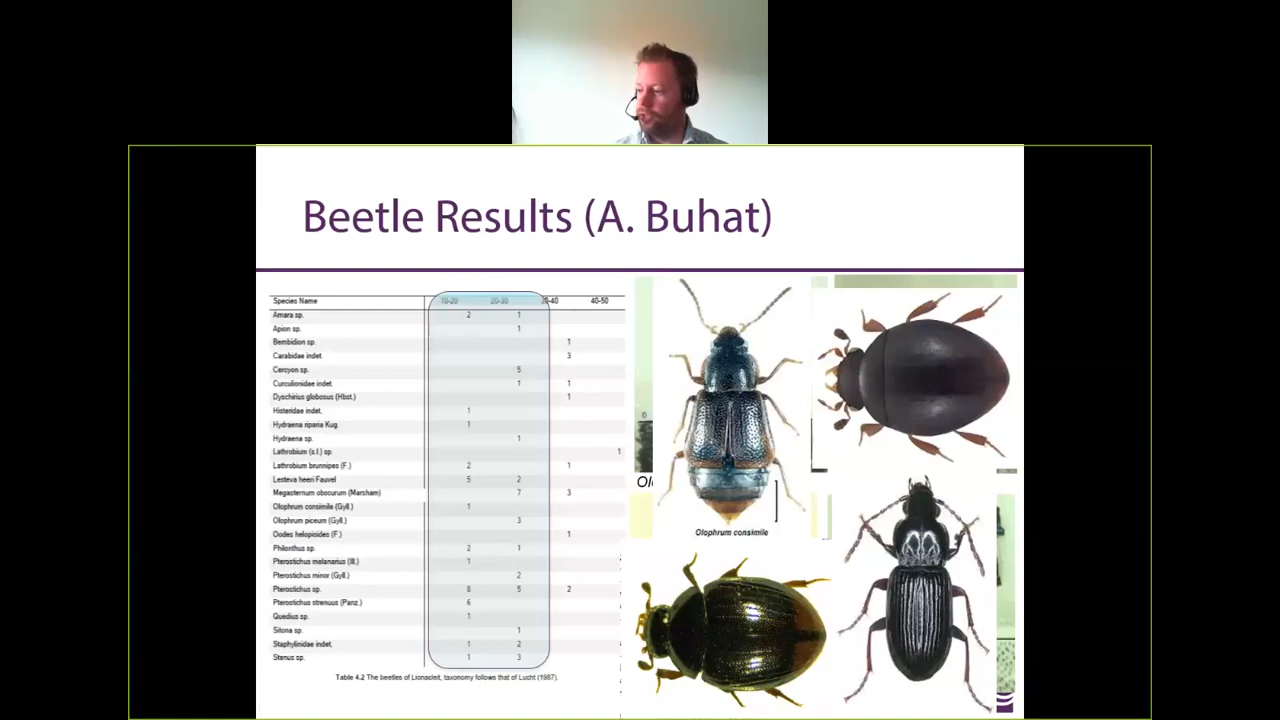 Beetle Results (A. Buhat)
Species Name 10-20 20-30 30-40 40-50
Amara sp. 2 1
Apion sp. 1
Bembidion sp. 1
Carabidae indet 3
Cercyon sp. 5
Curculionidae indet. 1 1
Dyschirius globosus (Hbst.) 1
Histeridae indet. 1
Hydraena riparia Kug. 1
Hydraena sp. 1
Lathrobium (s.l.) sp. 1
Lathrobium brunnipes (F.) 2 1
Lesteva heeri Fauvel 5 2
Megasternum obscurum (Marsham) 7 3
Olophrum consimile (Gyll.) 1
Olophrum piceum (Gyll.) 3
Oodes helopioides (F.) 1
Philonthus sp. 2 1
Pterostichus melanarius (Ill.) 1
Pterostichus minor (Gyll.) 2
Pterostichus sp. 8 5 2
Pterostichus strenuus (Panz.) 6
Quedius sp. 1
Sitona sp. 1
Staphylinidae indet. 1 2
Stenus sp. 1 3
Table 4.2 The beetles of Lionacleit, taxonomy follows that of Lucht (1987).
Ol
Olophrum consimile